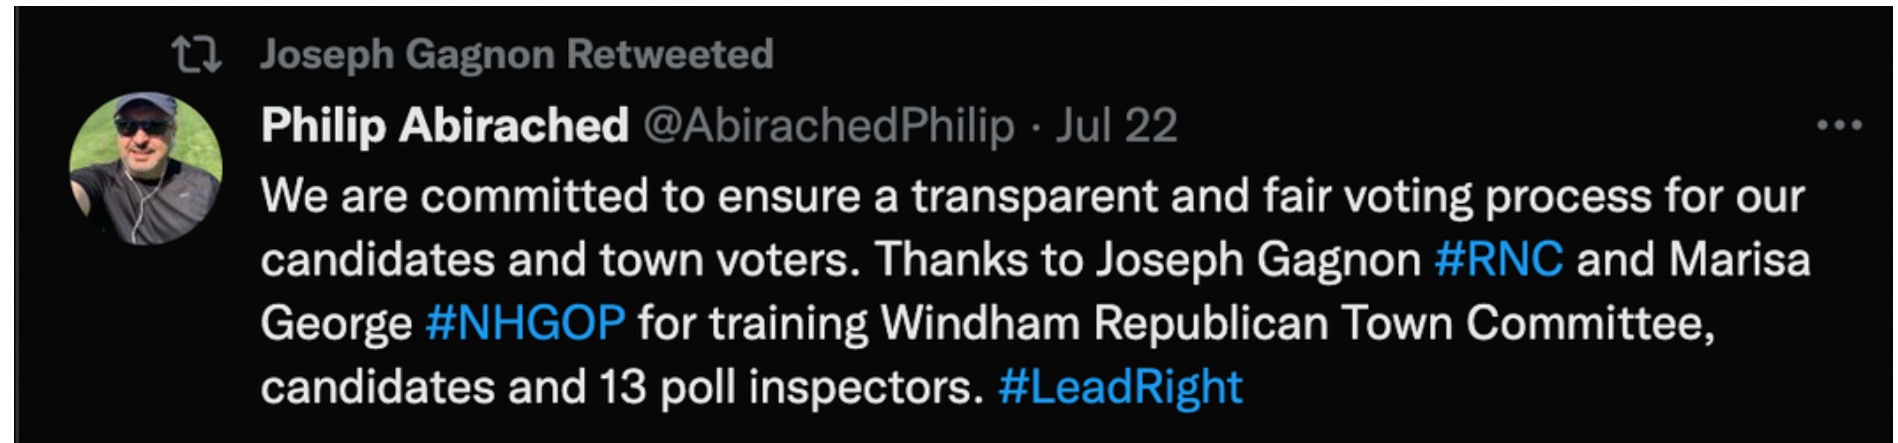 Joseph Gagnon Retweeted
Philip Abirached @AbirachedPhilip · Jul 22
We are committed to ensure a transparent and fair voting process for our
candidates and town voters. Thanks to Joseph Gagnon #RNC and Marisa
George #NHGOP for training Windham Republican Town Committee,
candidates and 13 poll inspectors. #LeadRight